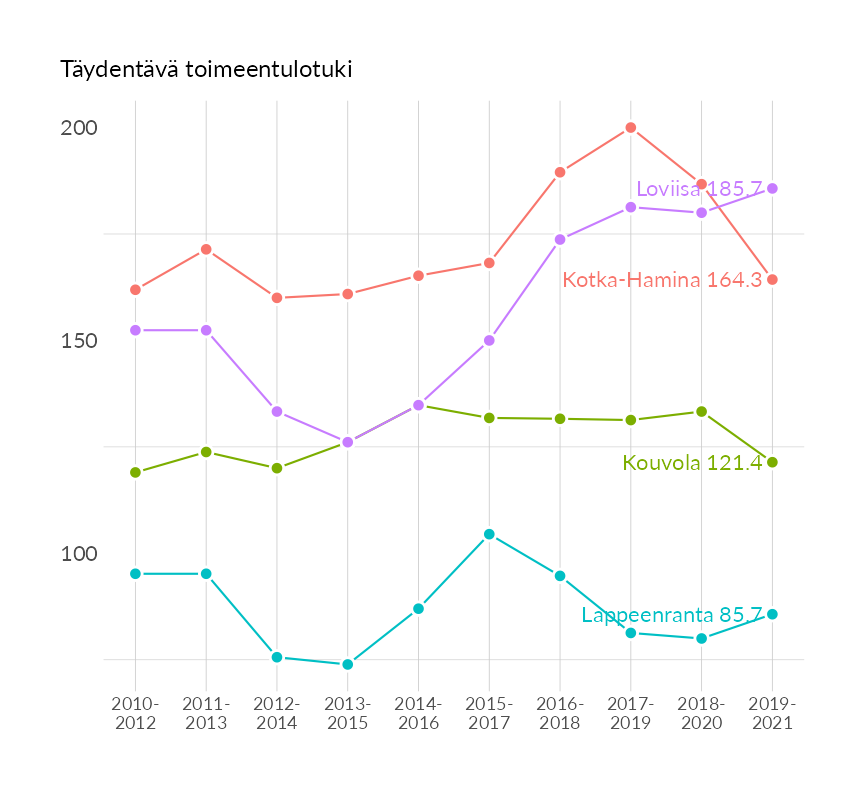 Täydentävä toimeentulotuki
200
Loviisa 185.7
Kotka-Hamina 164.3
150
Kouvola 121.4
100
Lappeenranta 85.7
2010- 2011- 2012- 2013- 2014- 2015- 2016- 2017- 2018- 2019-
2012 2013 2014 2015 2016 2017 2018 2019 2020 2021